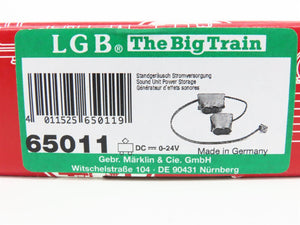 LGB® The Big Train
Standgeräusch Stromversorgung
Sound Unit Power Storage
Générateur d'effets sonores
4 011525 650119
65011
DC ⎓ 0-24V
Made in Germany
Gebr. Märklin & Cie. GmbH
Witschelstraße 104 · DE 90431 Nürnberg